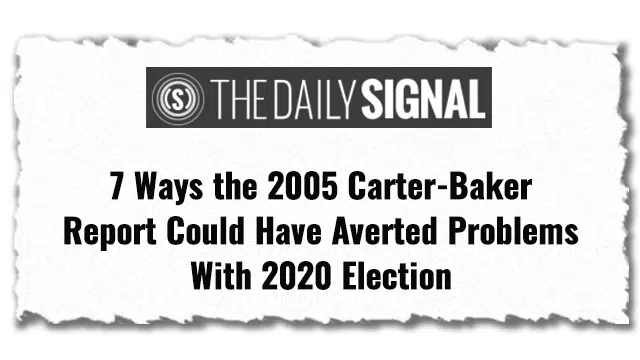 (S) THE DAILY SIGNAL
7 Ways the 2005 Carter-Baker
Report Could Have Averted Problems
With 2020 Election